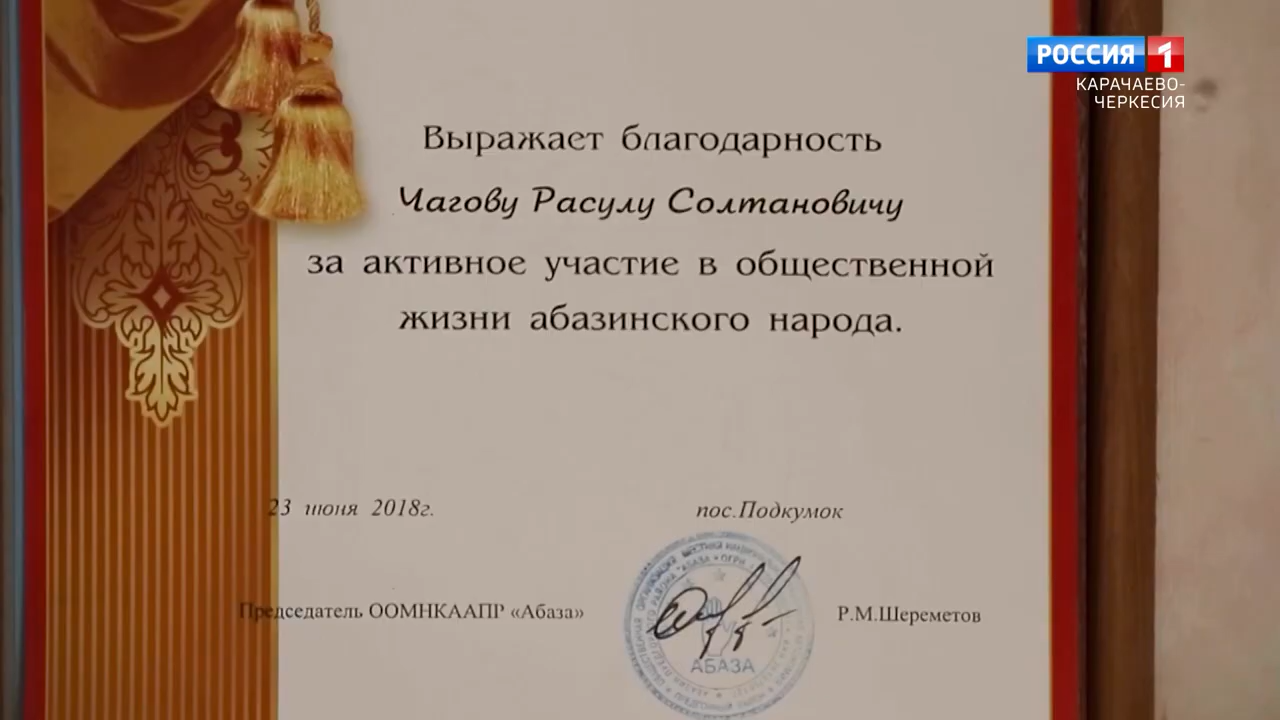 РОССИЯ 1
КАРАЧАЕВО-
ЧЕРКЕСИЯ
Выражает благодарность
Чагову Расулу Солтановичу
за активное участие в общественной
жизни абазинского народа.
23 июня 2018г.
пос.Подкумок
Председатель ООМНКААПР «Абаза»
Р.М.Шереметов
АБАЗА